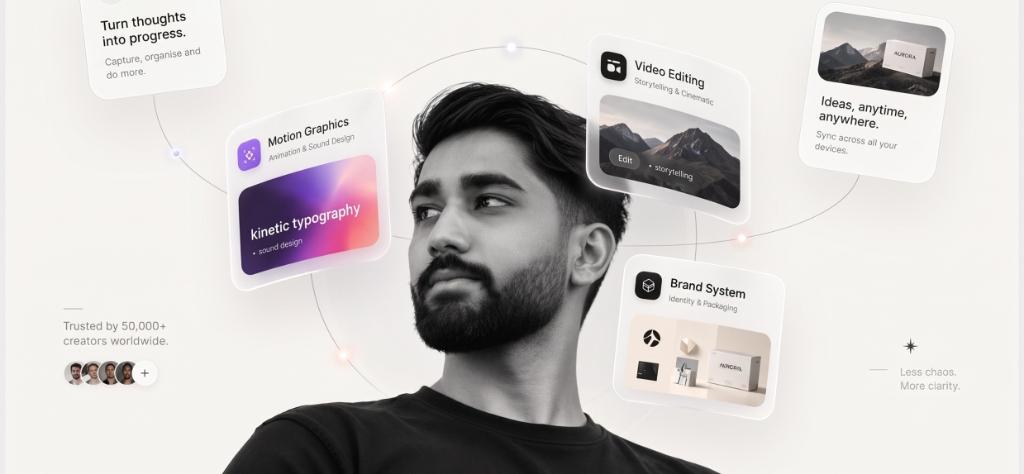 Turn thoughts
into progress.
Capture, organise and
do more.
Motion Graphics
Animation & Sound Design
kinetic typography
• sound design
Video Editing
Storytelling & Cinematic
Edit
• storytelling
AURORA
Ideas, anytime,
anywhere.
Sync across all your
devices.
Brand System
Identity & Packaging
AURORA
Trusted by 50,000+
creators worldwide.
+
Less chaos.
More clarity.